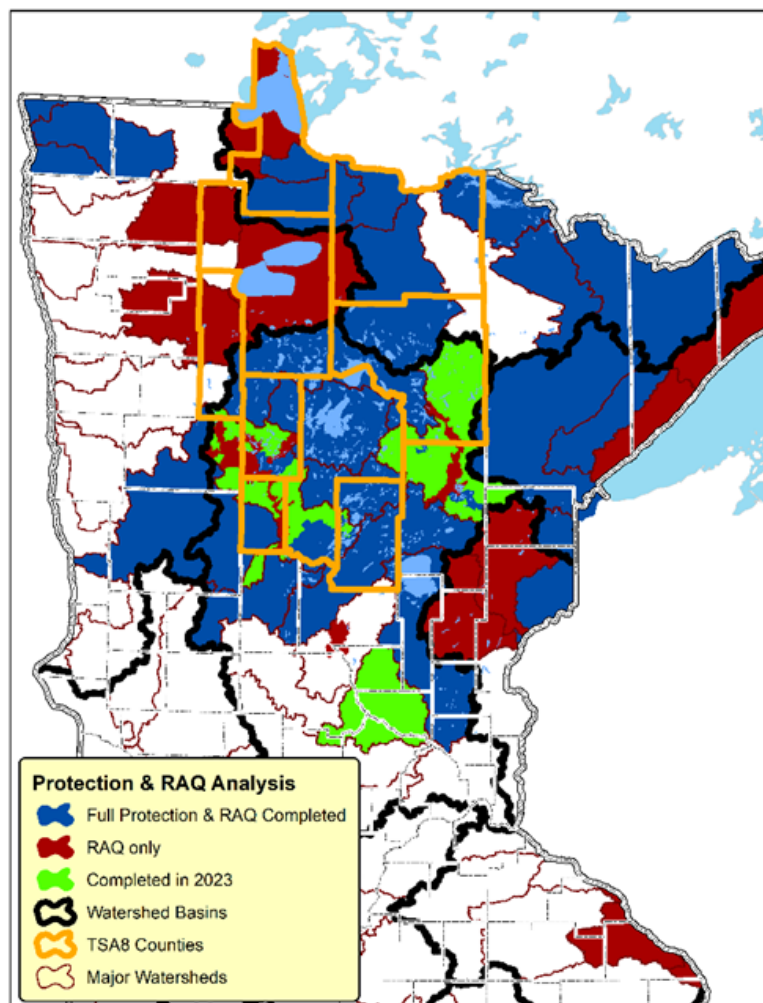 Protection & RAQ Analysis
Full Protection & RAQ Completed
RAQ only
Completed in 2023
Watershed Basins
TSA8 Counties
Major Watersheds